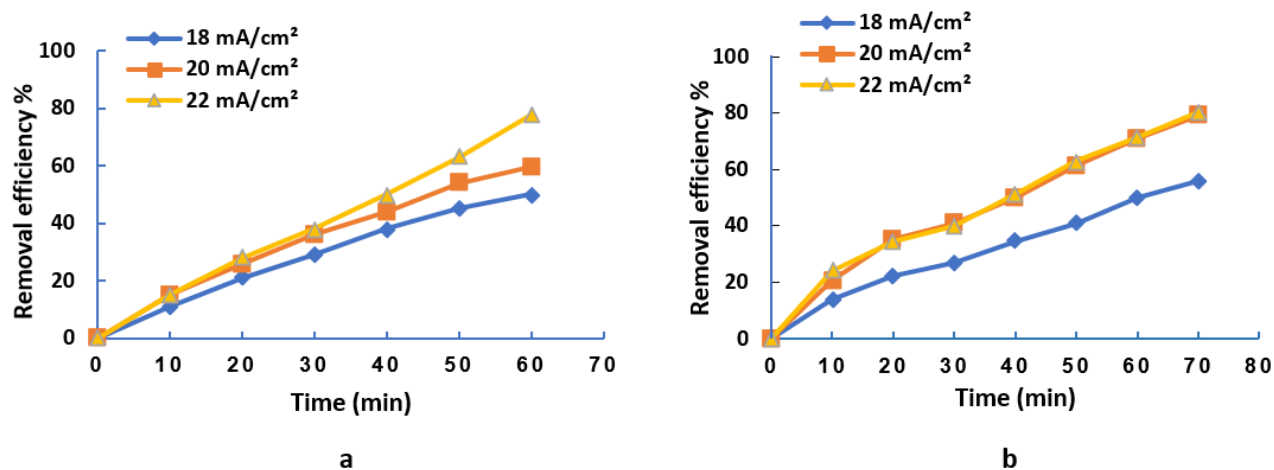 18 mA/cm²
20 mA/cm²
22 mA/cm²
Removal efficiency %
100
80
60
40
20
0
0 10 20 30 40 50 60 70
Time (min)
a
18 mA/cm²
20 mA/cm²
22 mA/cm²
Removal efficiency %
100
80
60
40
20
0
0 10 20 30 40 50 60 70 80
Time (min)
b